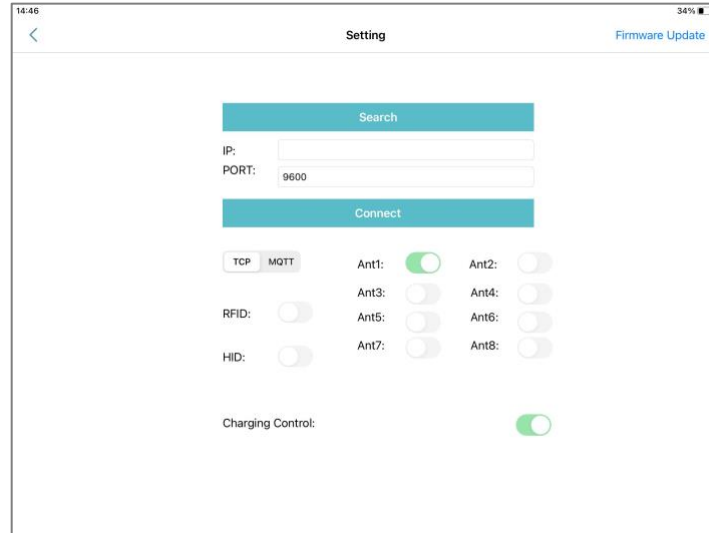 14:46
34%
Setting
Firmware Update
Search
IP:
PORT:
9600
Connect
TCP MQTT
Ant1:
Ant2:
Ant3:
Ant4:
RFID:
Ant5:
Ant6:
HID:
Ant7:
Ant8:
Charging Control: